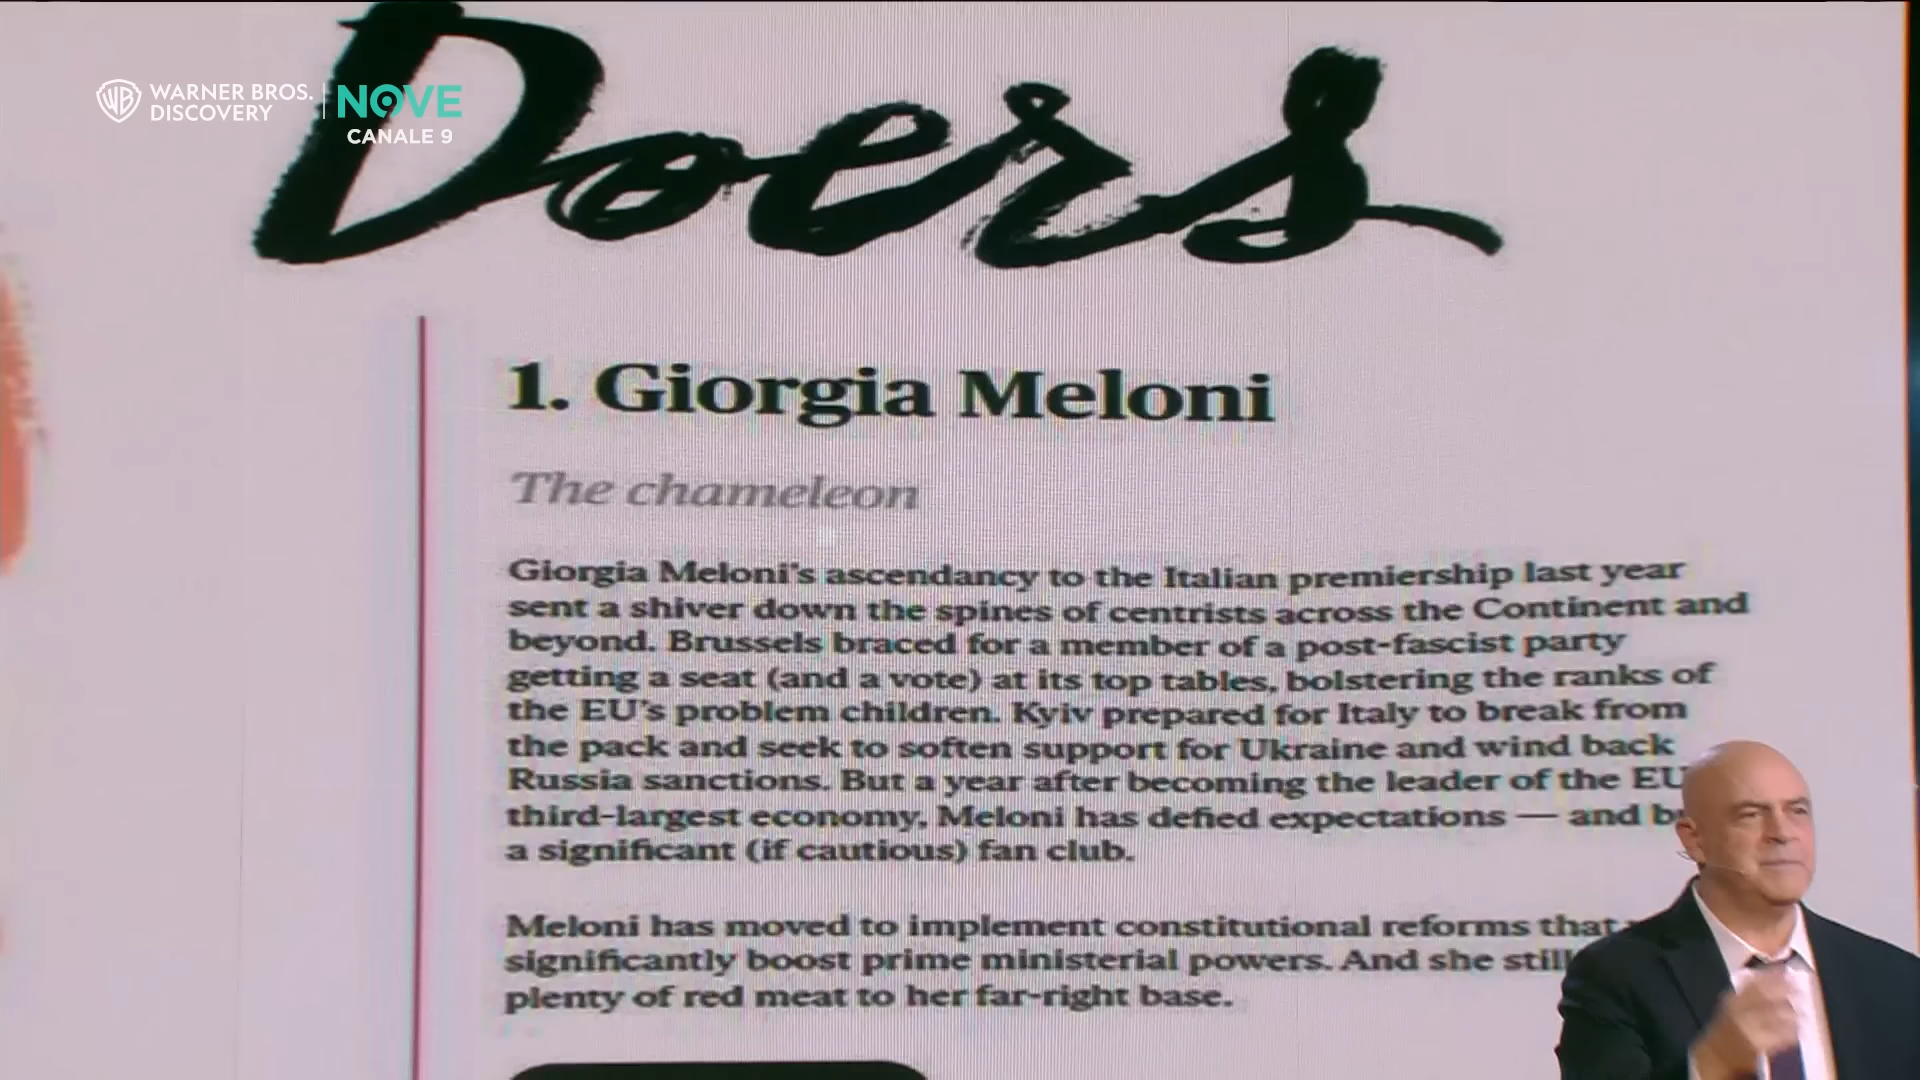 Doers
WARNER BROS.
DISCOVERY
NOVE
CANALE 9
1. Giorgia Meloni
The chameleon
Giorgia Meloni's ascendancy to the Italian premiership last year
sent a shiver down the spines of centrists across the Continent and
beyond. Brussels braced for a member of a post-fascist party
getting a seat (and a vote) at its top tables, bolstering the ranks of
the EU's problem children. Kyiv prepared for Italy to break from
the pack and seek to soften support for Ukraine and wind back
Russia sanctions. But a year after becoming the leader of the EU
third-largest economy, Meloni has defied expectations — and
a significant (if cautious) fan club.
Meloni has moved to implement constitutional reforms that
significantly boost prime ministerial powers. And she still
plenty of red meat to her far-right base.